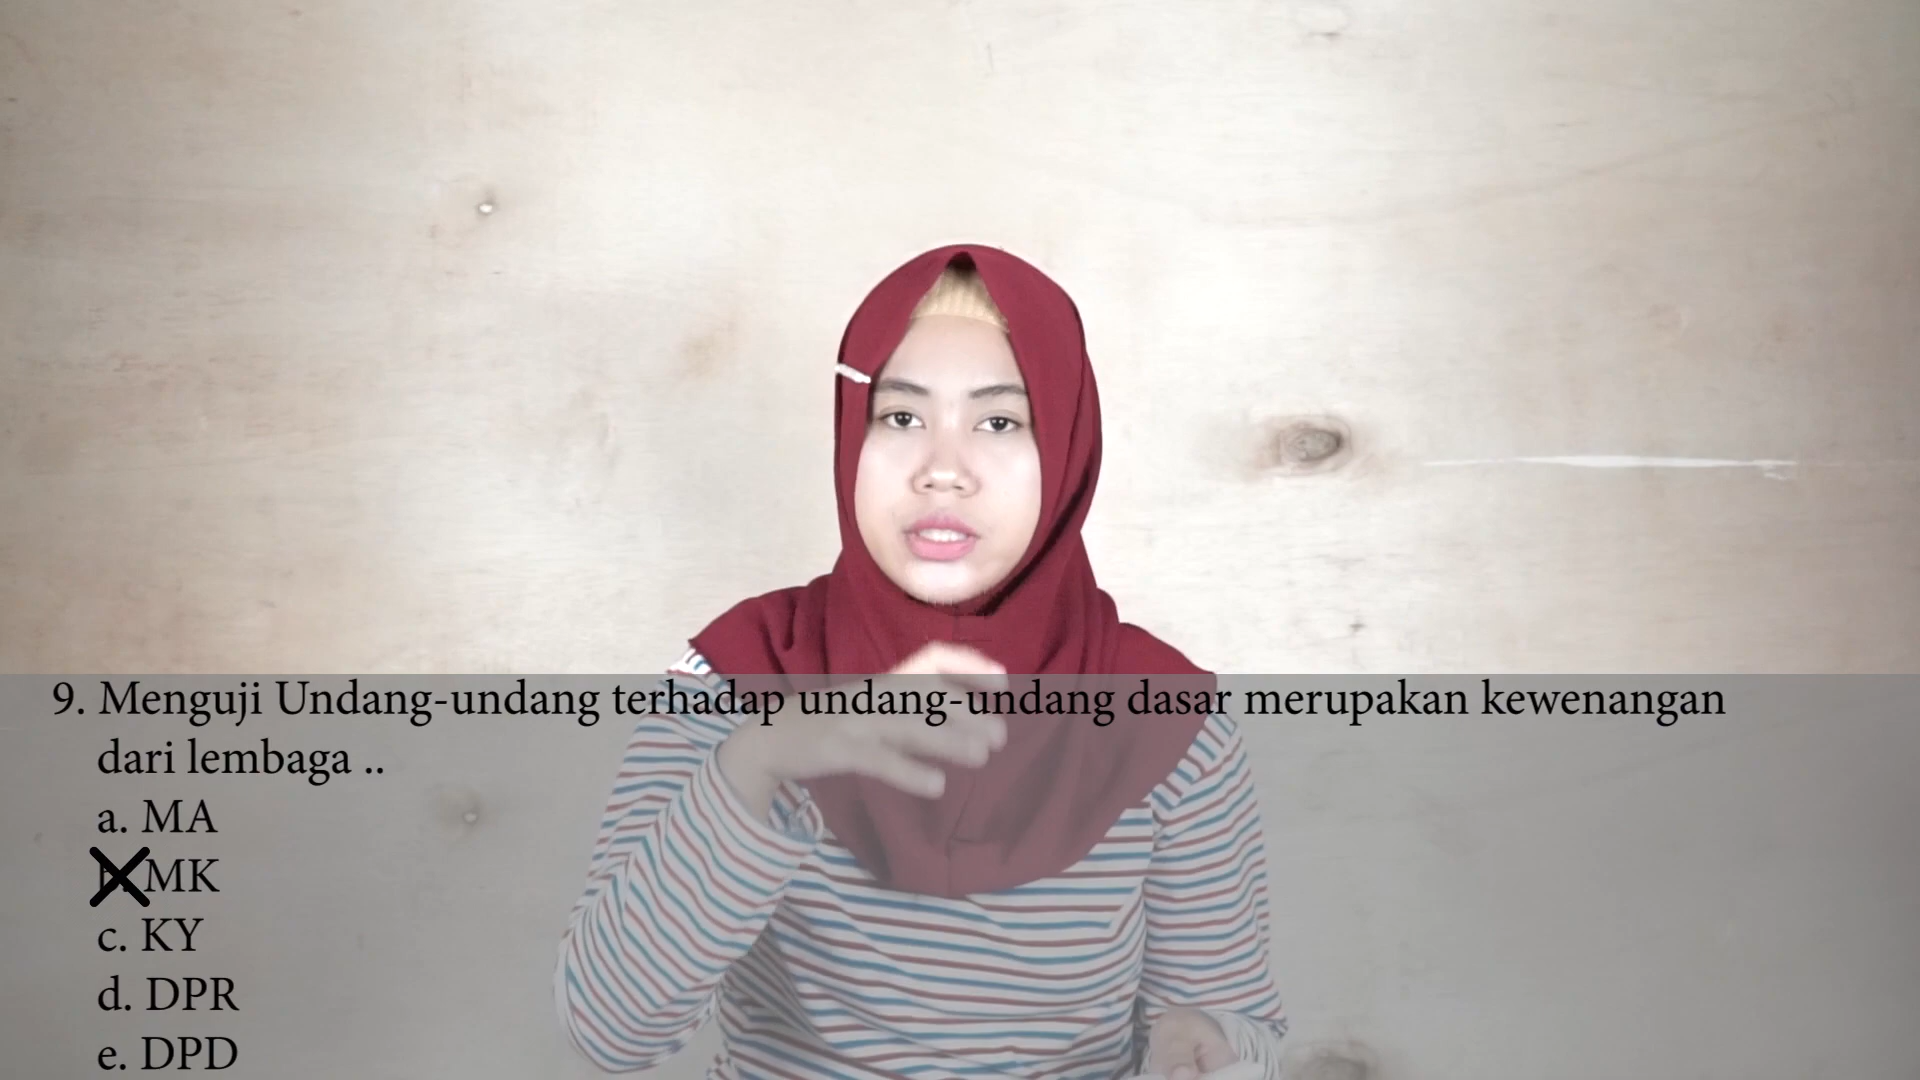 9. Menguji Undang-undang terhadap undang-undang dasar merupakan kewenangan
dari lembaga ..
a. MA
b. MK
c. KY
d. DPR
e. DPD